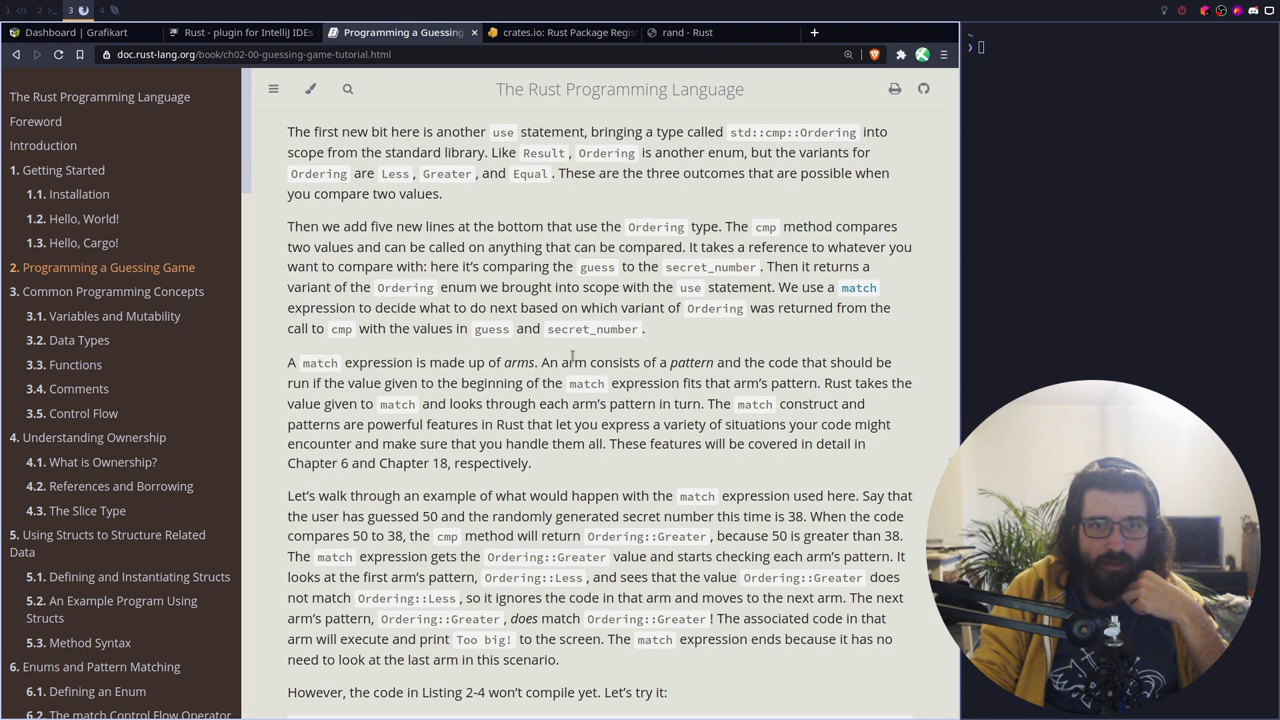 1 </> 2 >_ 3 4
Dashboard | Grafikart
Rust - plugin for IntelliJ IDEs
Programming a Guessing
crates.io: Rust Package Regi
rand - Rust
doc.rust-lang.org/book/ch02-00-guessing-game-tutorial.html
~
The Rust Programming Language
Foreword
Introduction
1. Getting Started
1.1. Installation
1.2. Hello, World!
1.3. Hello, Cargo!
2. Programming a Guessing Game
3. Common Programming Concepts
3.1. Variables and Mutability
3.2. Data Types
3.3. Functions
3.4. Comments
3.5. Control Flow
4. Understanding Ownership
4.1. What is Ownership?
4.2. References and Borrowing
4.3. The Slice Type
5. Using Structs to Structure Related
Data
5.1. Defining and Instantiating Structs
5.2. An Example Program Using
Structs
5.3. Method Syntax
6. Enums and Pattern Matching
6.1. Defining an Enum
6.2. The match Control Flow Operator
The Rust Programming Language
The first new bit here is another use statement, bringing a type called std::cmp::Ordering into
scope from the standard library. Like Result, Ordering is another enum, but the variants for
Ordering are Less, Greater, and Equal. These are the three outcomes that are possible when
you compare two values.
Then we add five new lines at the bottom that use the Ordering type. The cmp method compares
two values and can be called on anything that can be compared. It takes a reference to whatever you
want to compare with: here it’s comparing the guess to the secret_number. Then it returns a
variant of the Ordering enum we brought into scope with the use statement. We use a match
expression to decide what to do next based on which variant of Ordering was returned from the
call to cmp with the values in guess and secret_number.
A match expression is made up of arms. An arm consists of a pattern and the code that should be
run if the value given to the beginning of the match expression fits that arm’s pattern. Rust takes the
value given to match and looks through each arm’s pattern in turn. The match construct and
patterns are powerful features in Rust that let you express a variety of situations your code might
encounter and make sure that you handle them all. These features will be covered in detail in
Chapter 6 and Chapter 18, respectively.
Let’s walk through an example of what would happen with the match expression used here. Say that
the user has guessed 50 and the randomly generated secret number this time is 38. When the code
compares 50 to 38, the cmp method will return Ordering::Greater, because 50 is greater than 38.
The match expression gets the Ordering::Greater value and starts checking each arm’s pattern. It
looks at the first arm’s pattern, Ordering::Less, and sees that the value Ordering::Greater does
not match Ordering::Less, so it ignores the code in that arm and moves to the next arm. The next
arm’s pattern, Ordering::Greater, does match Ordering::Greater! The associated code in that
arm will execute and print Too big! to the screen. The match expression ends because it has no
need to look at the last arm in this scenario.
However, the code in Listing 2-4 won’t compile yet. Let’s try it: